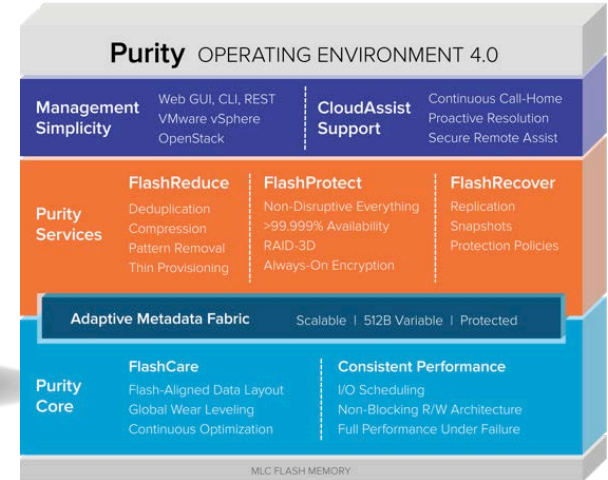 Purity OPERATING ENVIRONMENT 4.0
Management Simplicity
Web GUI, CLI, REST
VMware vSphere
OpenStack
CloudAssist Support
Continuous Call-Home
Proactive Resolution
Secure Remote Assist
Purity Services
FlashReduce
Deduplication
Compression
Pattern Removal
Thin Provisioning
FlashProtect
Non-Disruptive Everything
>99.999% Availability
RAID-3D
Always-On Encryption
FlashRecover
Replication
Snapshots
Protection Policies
Adaptive Metadata Fabric
Scalable | 512B Variable | Protected
Purity Core
FlashCare
Flash-Aligned Data Layout
Global Wear Leveling
Continuous Optimization
Consistent Performance
I/O Scheduling
Non-Blocking R/W Architecture
Full Performance Under Failure
MLC FLASH MEMORY